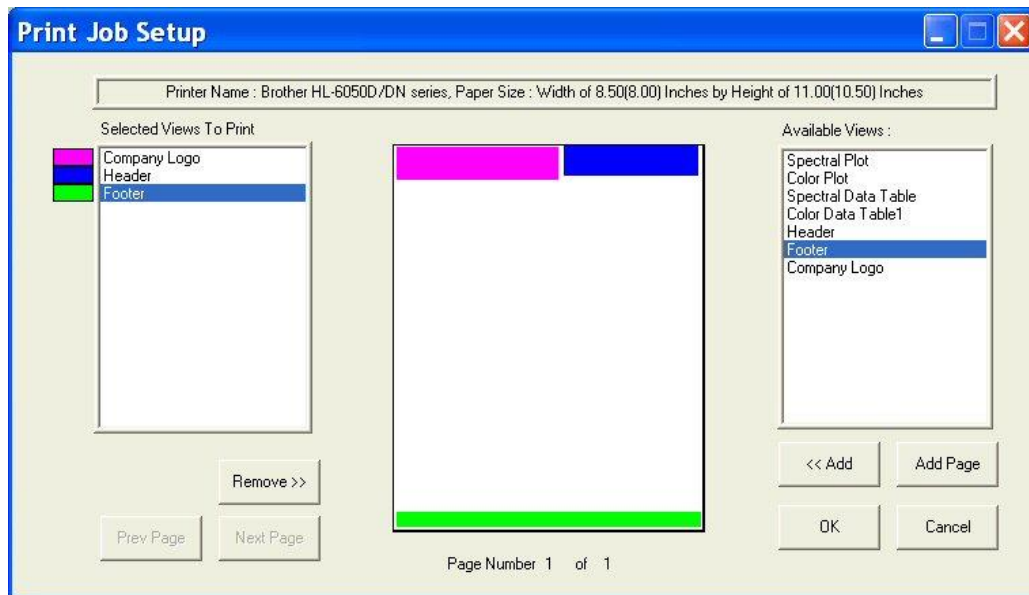 Print Job Setup
Printer Name : Brother HL-6050D/DN series, Paper Size : Width of 8.50(8.00) Inches by Height of 11.00(10.50) Inches
Selected Views To Print
Company Logo
Header
Footer
Remove >>
Prev Page
Next Page
Page Number 1 of 1
Available Views :
Spectral Plot
Color Plot
Spectral Data Table
Color Data Table1
Header
Footer
Company Logo
<< Add
Add Page
OK
Cancel